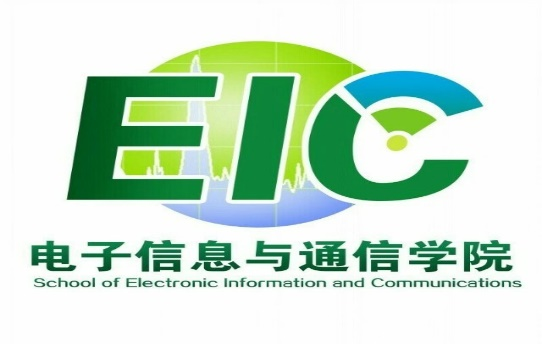 EIC
电子信息与通信学院
School of Electronic Information and Communications